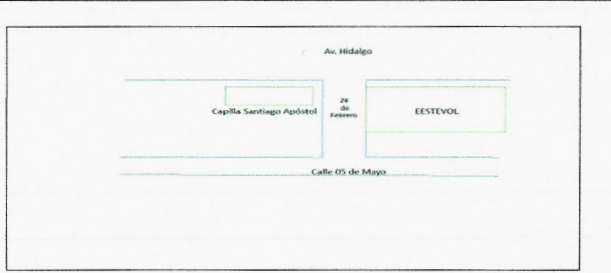 Av. Hidalgo
Capilla Santiago Apóstol
24
de
Febrero
EESTEVOL
Calle 05 de Mayo